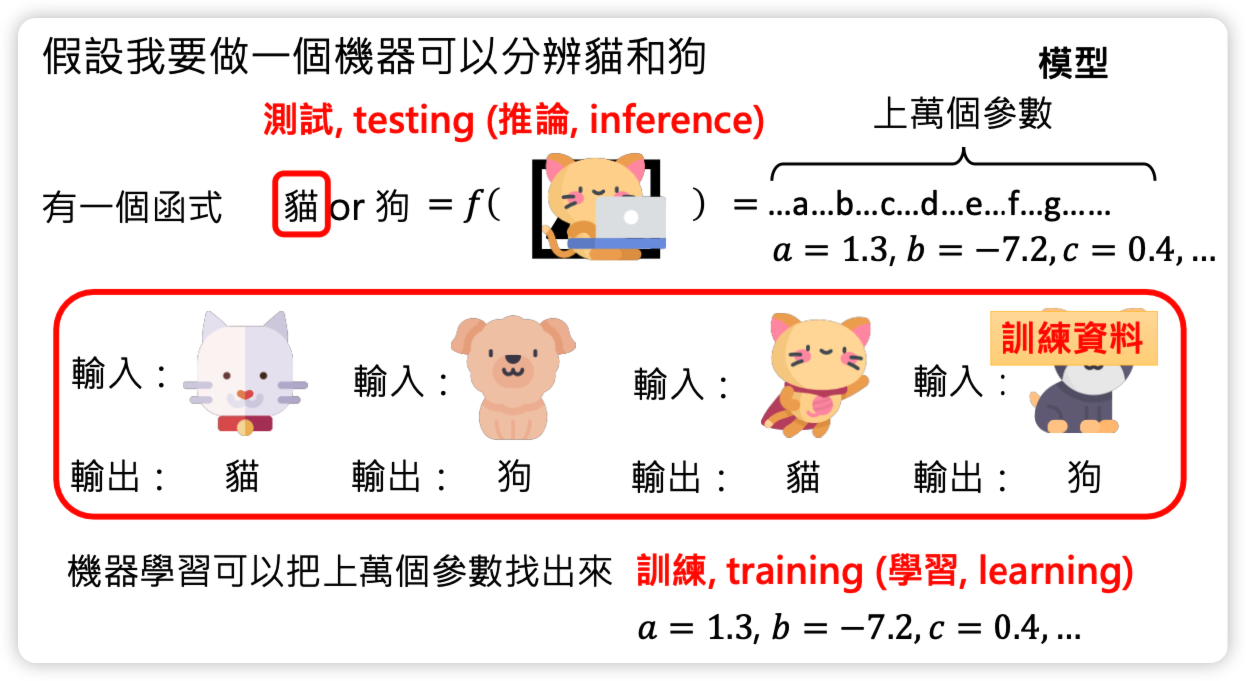 假設我要做一個機器可以分辨貓和狗
模型
測試, testing (推論, inference)
上萬個參數
有一個函式 貓 or 狗 = f( ) = …a…b…c…d…e…f…g……
a = 1.3, b = −7.2, c = 0.4, …
訓練資料
輸入： 輸入： 輸入： 輸入：
輸出： 貓 輸出： 狗 輸出： 貓 輸出： 狗
機器學習可以把上萬個參數找出來 訓練, training (學習, learning)
a = 1.3, b = −7.2, c = 0.4, …